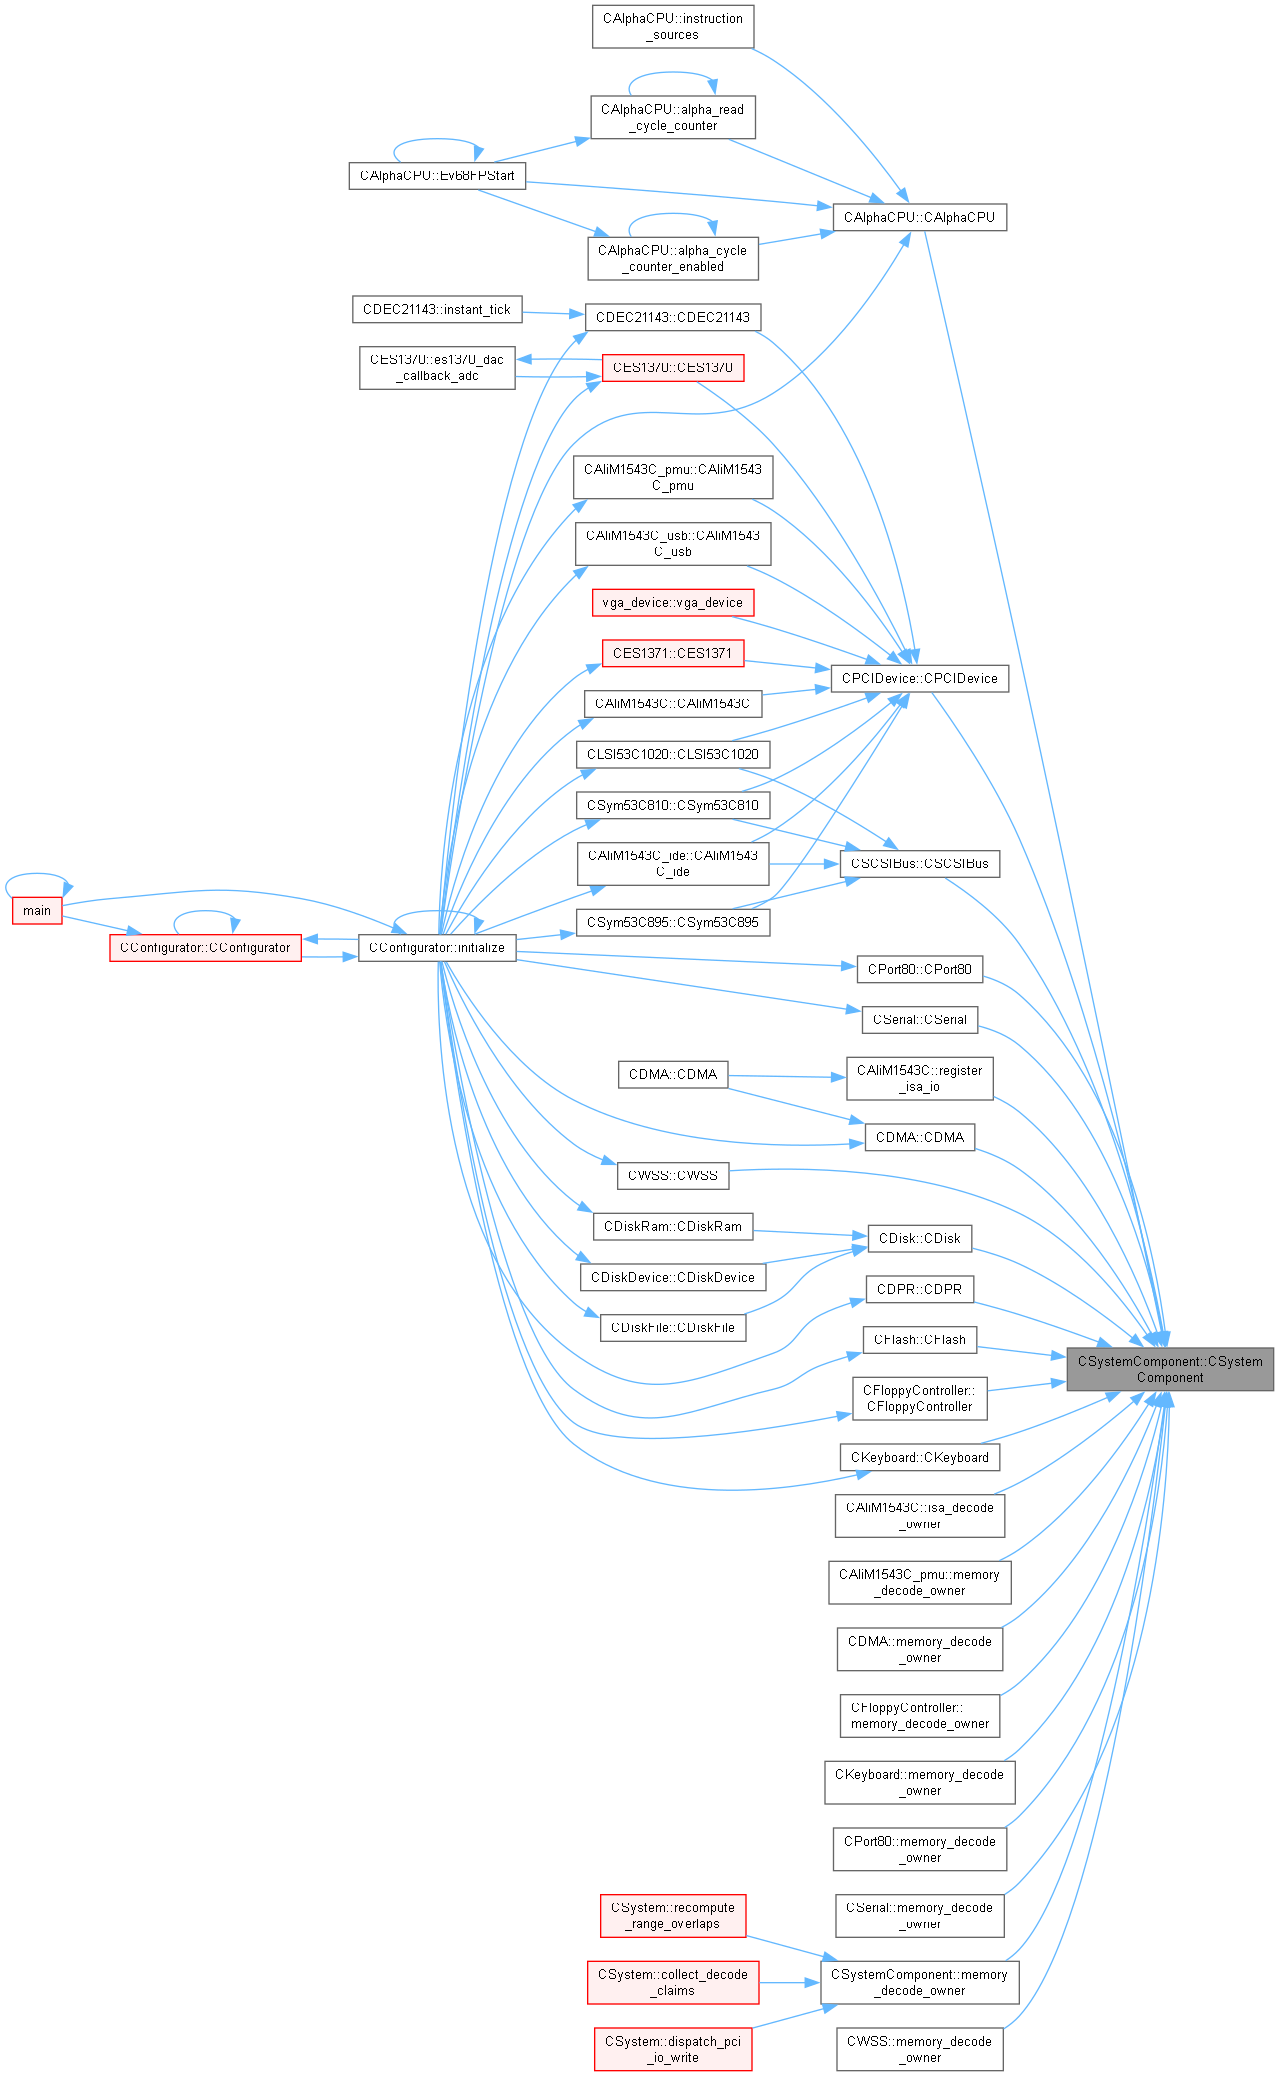 CAlphaCPU::instruction
_sources
CAlphaCPU::alpha_read
_cycle_counter
CAlphaCPU::Ev68FPStart
CAlphaCPU::CAlphaCPU
CAlphaCPU::alpha_cycle
_counter_enabled
CDEC21143::instant_tick
CDEC21143::CDEC21143
CES1370::es1370_dac
_callback_adc
CES1370::CES1370
CAliM1543C_pmu::CAliM1543
C_pmu
CAliM1543C_usb::CAliM1543
C_usb
vga_device::vga_device
CES1371::CES1371
CPCIDevice::CPCIDevice
CAliM1543C::CAliM1543C
CLSI53C1020::CLSI53C1020
CSym53C810::CSym53C810
CAliM1543C_ide::CAliM1543
C_ide
CSCSIBus::CSCSIBus
main
CSym53C895::CSym53C895
CConfigurator::CConfigurator
CConfigurator::initialize
CPort80::CPort80
CSerial::CSerial
CDMA::CDMA
CAliM1543C::register
_isa_io
CDMA::CDMA
CWSS::CWSS
CDiskRam::CDiskRam
CDisk::CDisk
CDiskDevice::CDiskDevice
CDPR::CDPR
CDiskFile::CDiskFile
CFlash::CFlash
CSystemComponent::CSystem
Component
CFloppyController::
CFloppyController
CKeyboard::CKeyboard
CAliM1543C::isa_decode
_owner
CAliM1543C_pmu::memory
_decode_owner
CDMA::memory_decode
_owner
CFloppyController::
memory_decode_owner
CKeyboard::memory_decode
_owner
CPort80::memory_decode
_owner
CSystem::recompute
_range_overlaps
CSerial::memory_decode
_owner
CSystem::collect_decode
_claims
CSystemComponent::memory
_decode_owner
CSystem::dispatch_pci
_io_write
CWSS::memory_decode
_owner